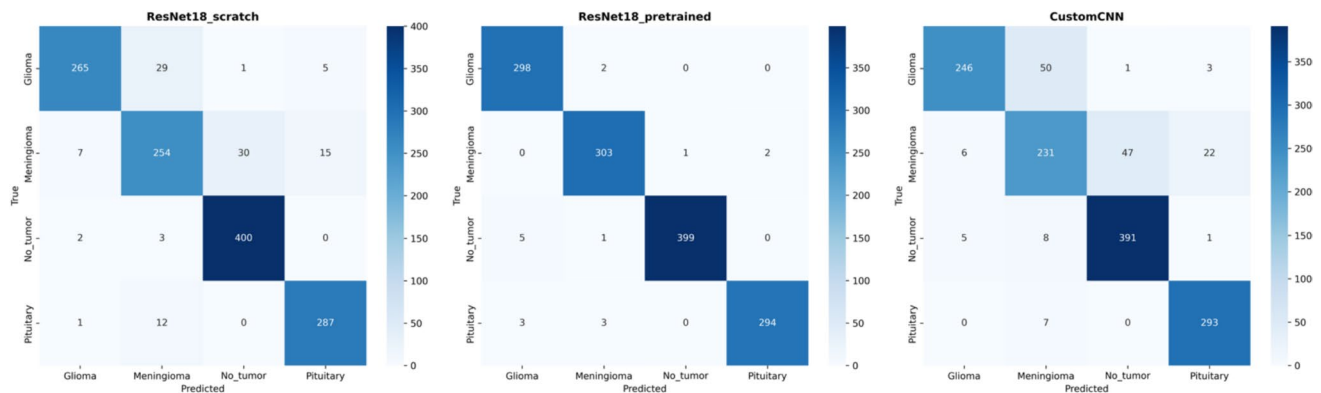 ResNet18_scratch
Glioma 265 29 1 5
Meningioma 7 254 30 15
No_tumor 2 3 400 0
Pituitary 1 12 0 287
True
Glioma Meningioma No_tumor Pituitary
Predicted
400
350
300
250
200
150
100
50
0
ResNet18_pretrained
Glioma 298 2 0 0
Meningioma 0 303 1 2
No_tumor 5 1 399 0
Pituitary 3 3 0 294
True
Glioma Meningioma No_tumor Pituitary
Predicted
350
300
250
200
150
100
50
0
CustomCNN
Glioma 246 50 1 3
Meningioma 6 231 47 22
No_tumor 5 8 391 1
Pituitary 0 7 0 293
True
Glioma Meningioma No_tumor Pituitary
Predicted
350
300
250
200
150
100
50
0